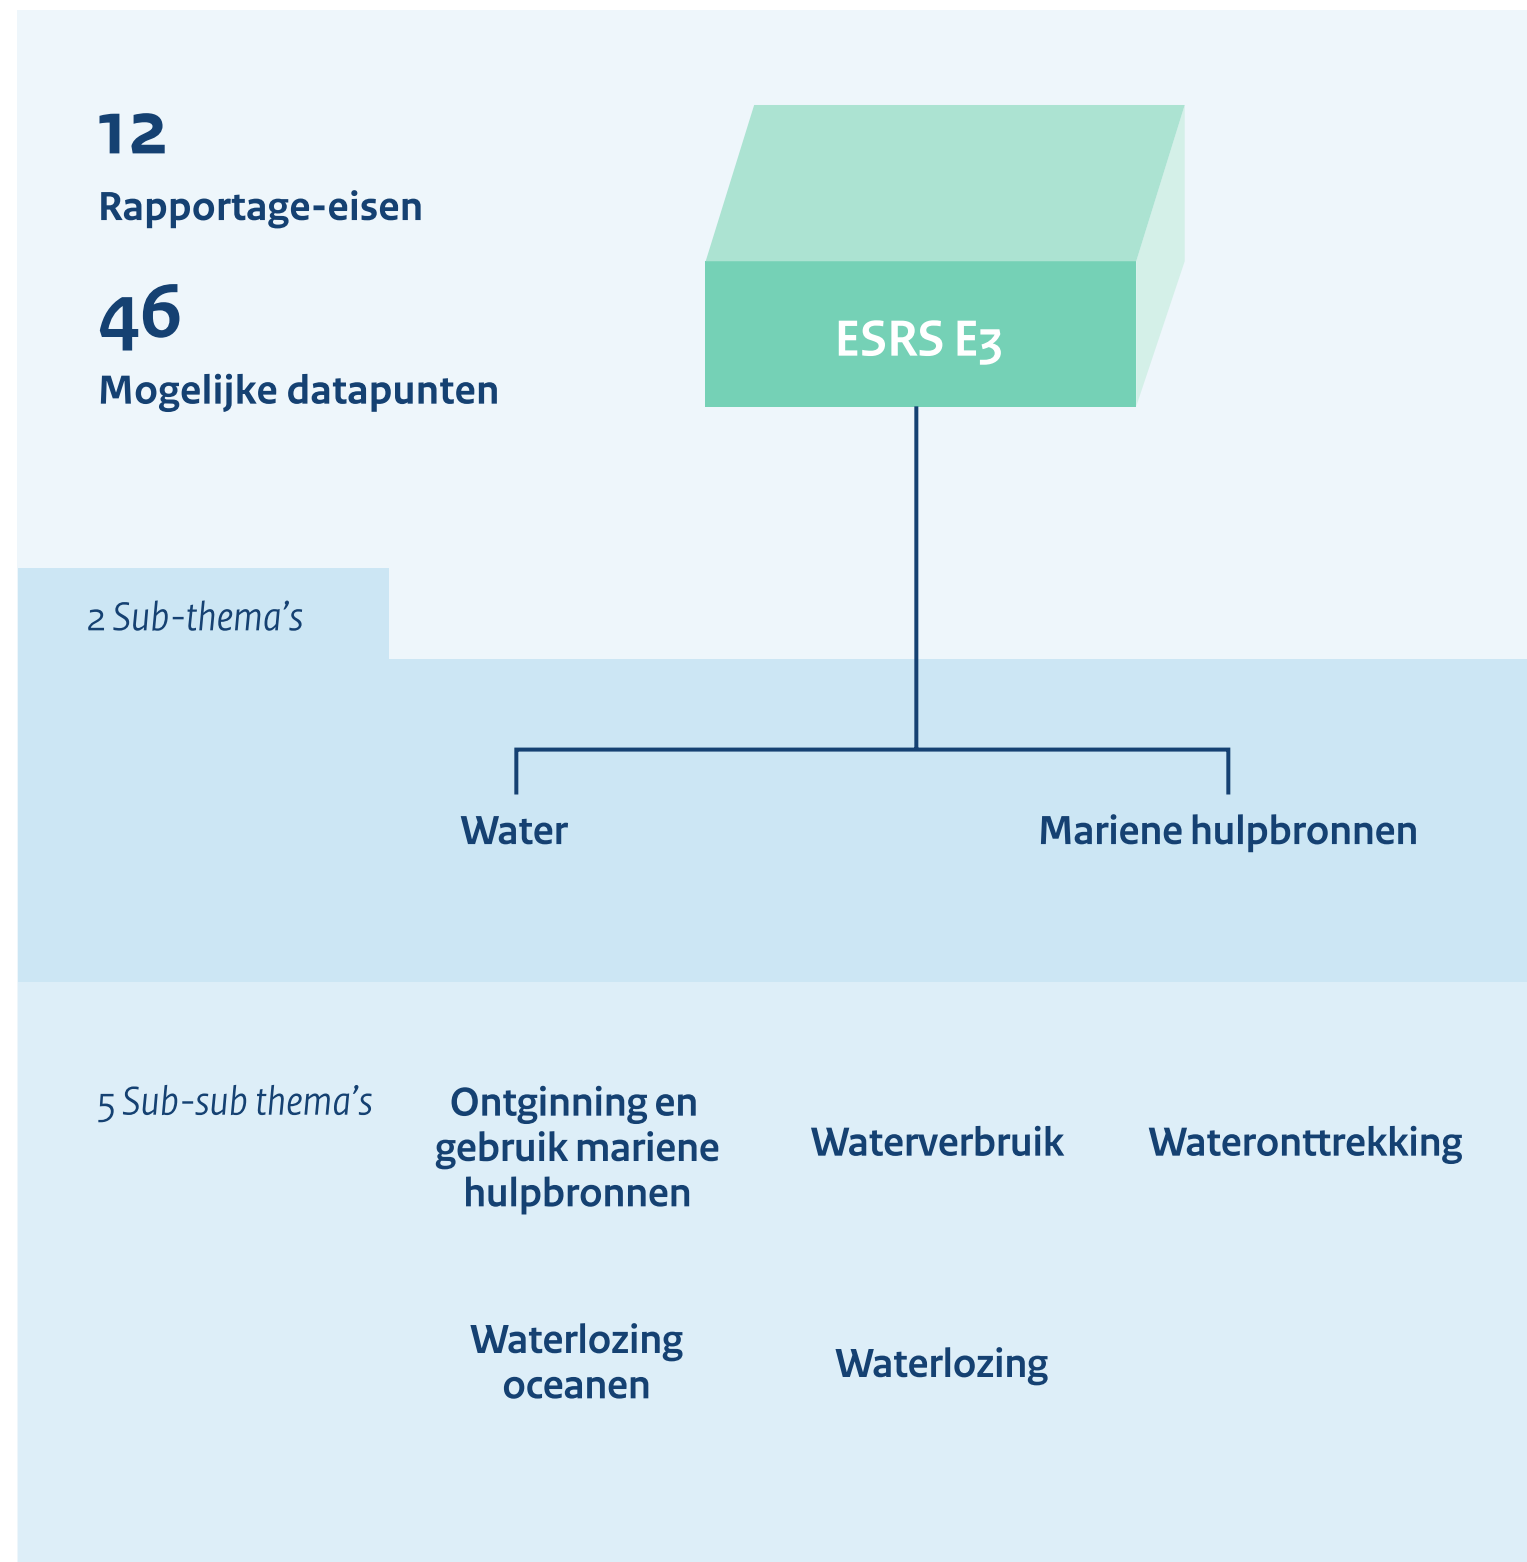 12
Rapportage-eisen
46
Mogelijke datapunten
ESRS E3
2 Sub-thema's
Water
Mariene hulpbronnen
5 Sub-sub thema's
Ontginning en
gebruik mariene
hulpbronnen
Waterverbruik
Wateronttrekking
Waterlozing
oceanen
Waterlozing